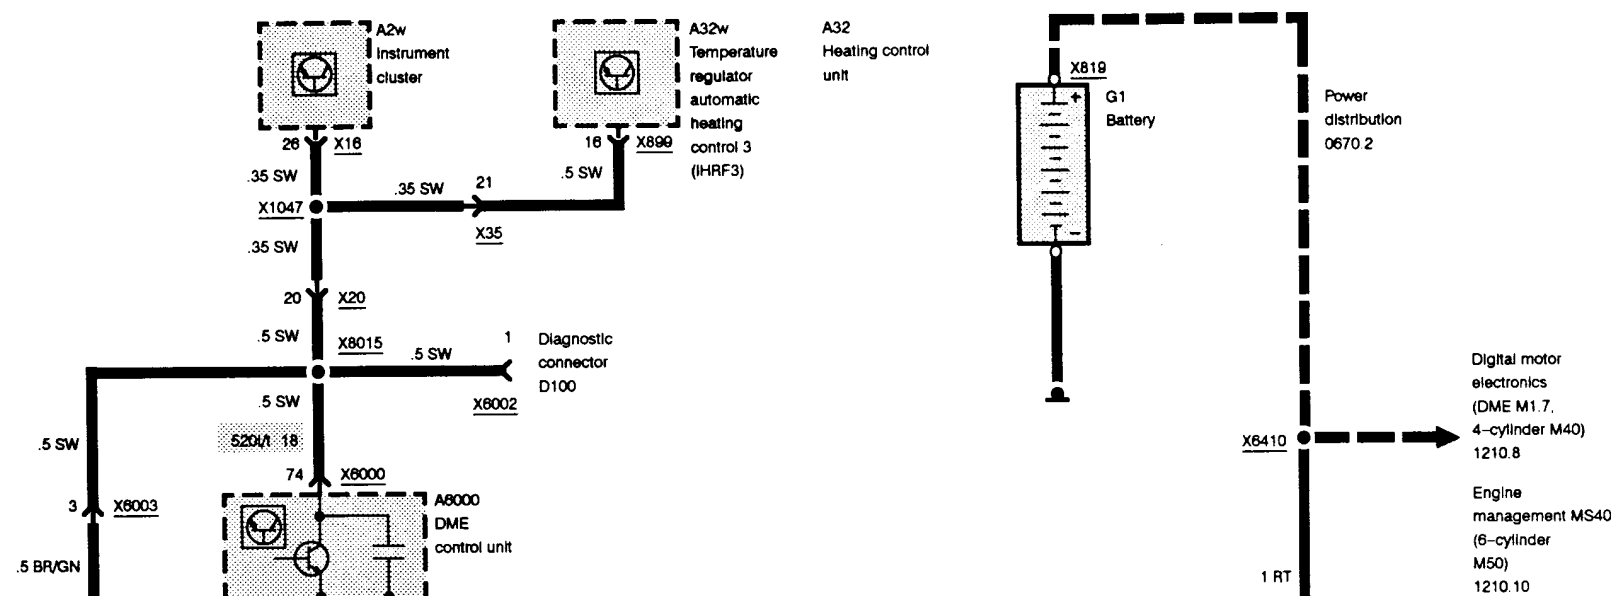 A2w
Instrument
cluster
A32w
Temperature
regulator
automatic
heating
control 3
(IHRF3)
A32
Heating control
unit
X819
+
G1
Battery
-
Power
distribution
0670.2
26
X16
16
X899
.35 SW
.35 SW
21
.5 SW
X1047
X35
.35 SW
20
X20
.5 SW
X8015
.5 SW
1
Diagnostic
connector
D100
X6002
.5 SW
.5 SW
520i/t 18
74
X6000
3
X6003
A6000
DME
control unit
.5 BR/GN
X6410
Digital motor
electronics
(DME M1.7,
4-cylinder M40)
1210.8
Engine
management MS40
(6-cylinder
M50)
1210.10
1 RT